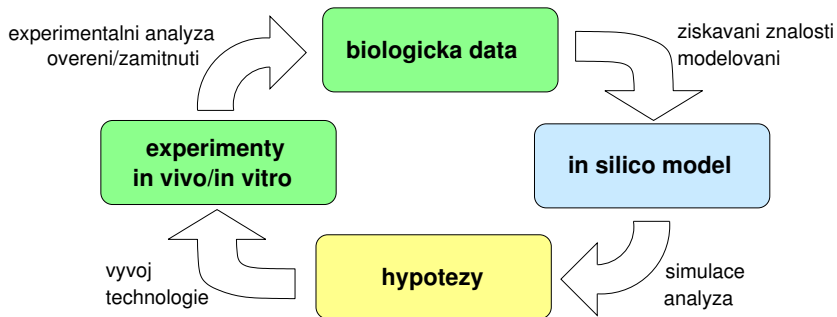 experimentalni analyza
overeni/zamitnuti
biologicka data
ziskavani znalosti
modelovani
experimenty
in vivo/in vitro
in silico model
vyvoj
technologie
hypotezy
simulace
analyza